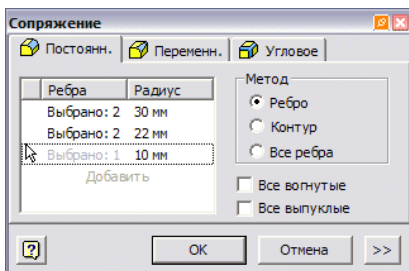 Сопряжение
Постоянн. Переменн. Угловое
Ребра Радиус
Выбрано: 2 30 мм
Выбрано: 2 22 мм
Выбрано: 1 10 мм
Добавить
Метод
Ребро
Контур
Все ребра
Все вогнутые
Все выпуклые
? OK Отмена >>